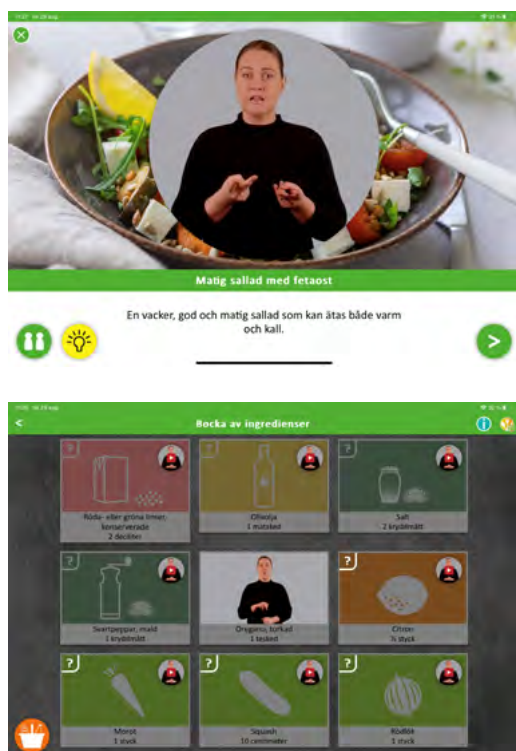 Matig sallad med fetaost
En vacker, god och matig sallad som kan ätas både varm
och kall.
Bocka av ingredienser
Röda- eller gröna linser,
konserverade
2 deciliter
Olivolja
1 matsked
Salt
2 kryddmått
Svartpeppar, mald
1 kryddmått
Oregano, torkad
1 tesked
Citron
½ styck
Morot
1 styck
Squash
10 centimeter
Rödlök
1 styck